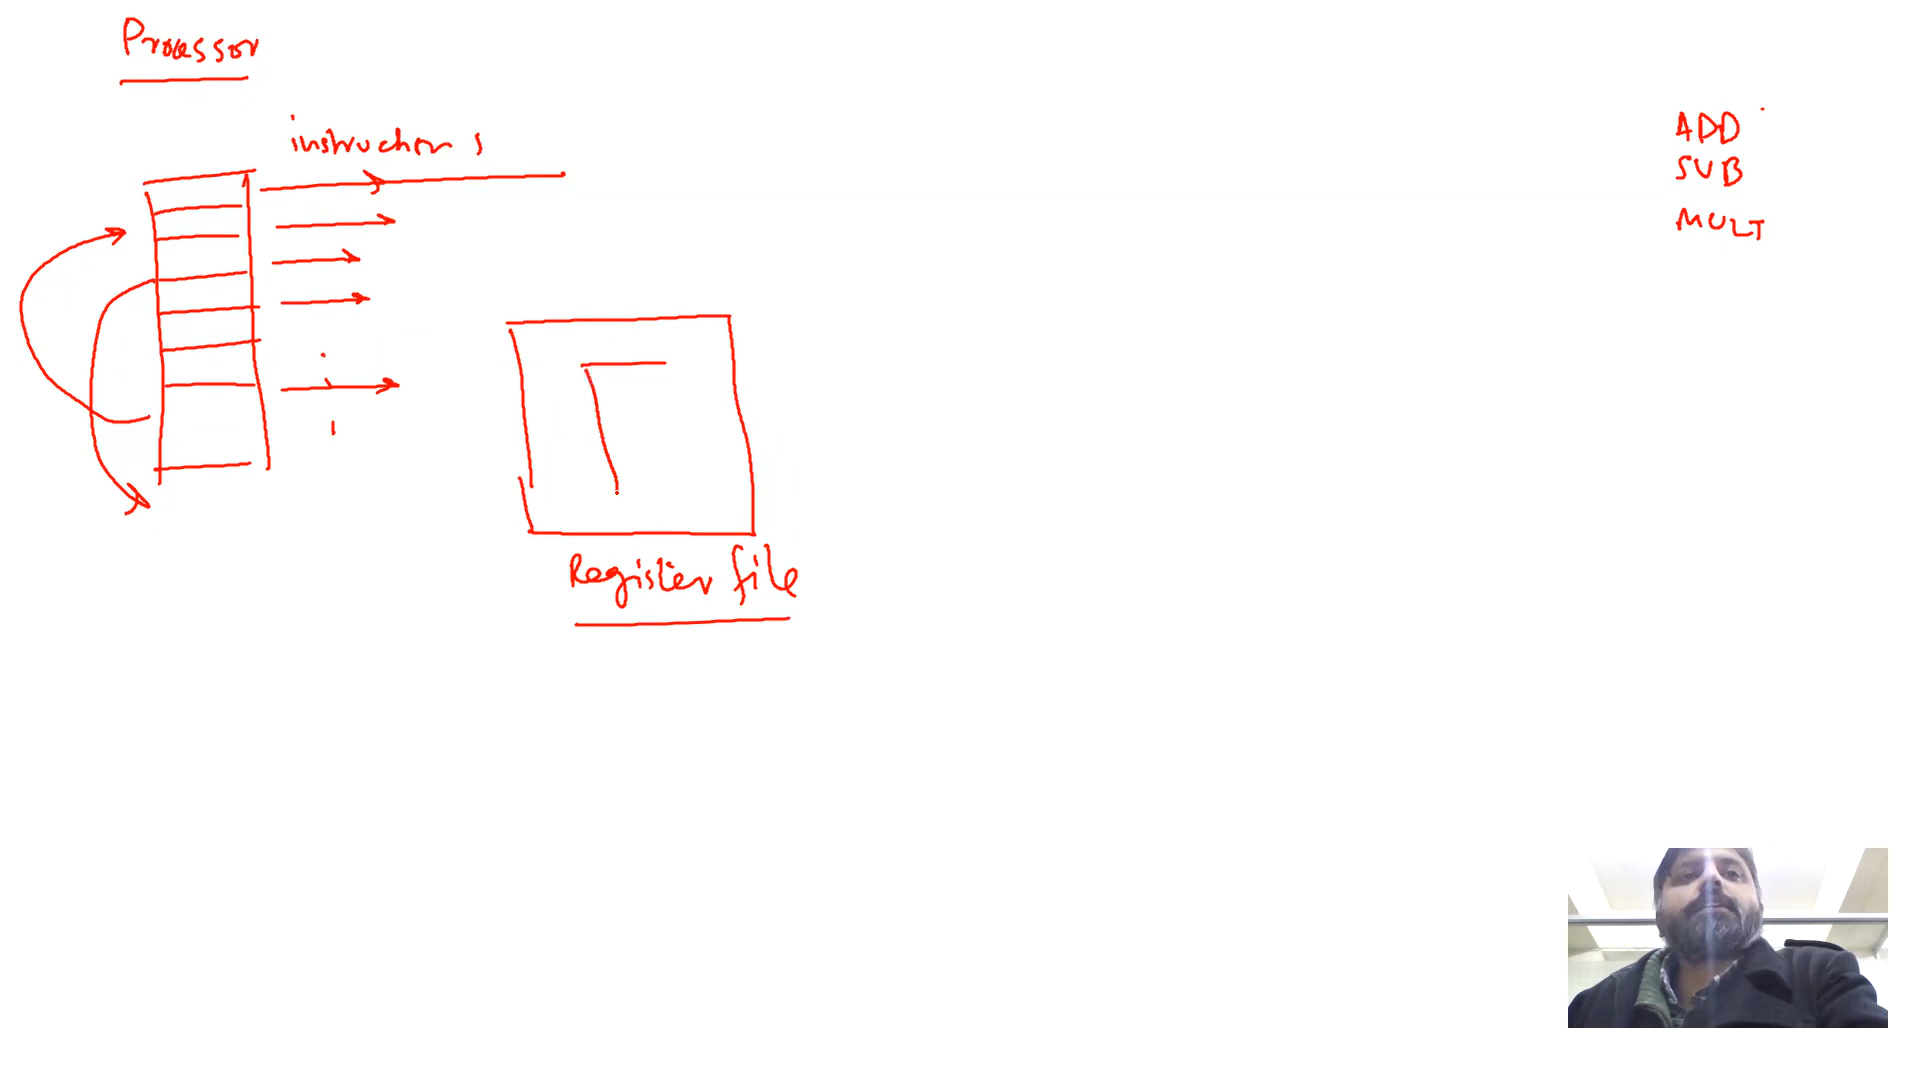 Processor
instructions
ADD
SUB
MULT
Register file